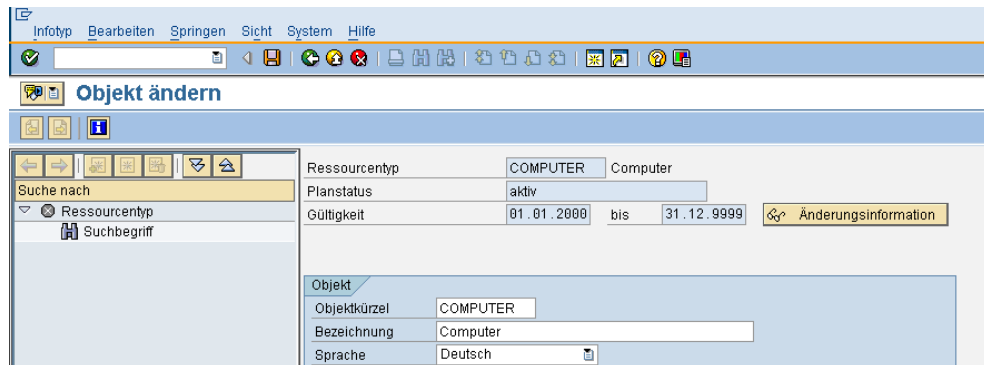 Infotyp Bearbeiten Springen Sicht System Hilfe
Objekt ändern
Suche nach
Ressourcentyp
Suchbegriff
Ressourcentyp COMPUTER Computer
Planstatus aktiv
Gültigkeit 01.01.2000 bis 31.12.9999 Änderungsinformation
Objekt
Objektkürzel COMPUTER
Bezeichnung Computer
Sprache Deutsch